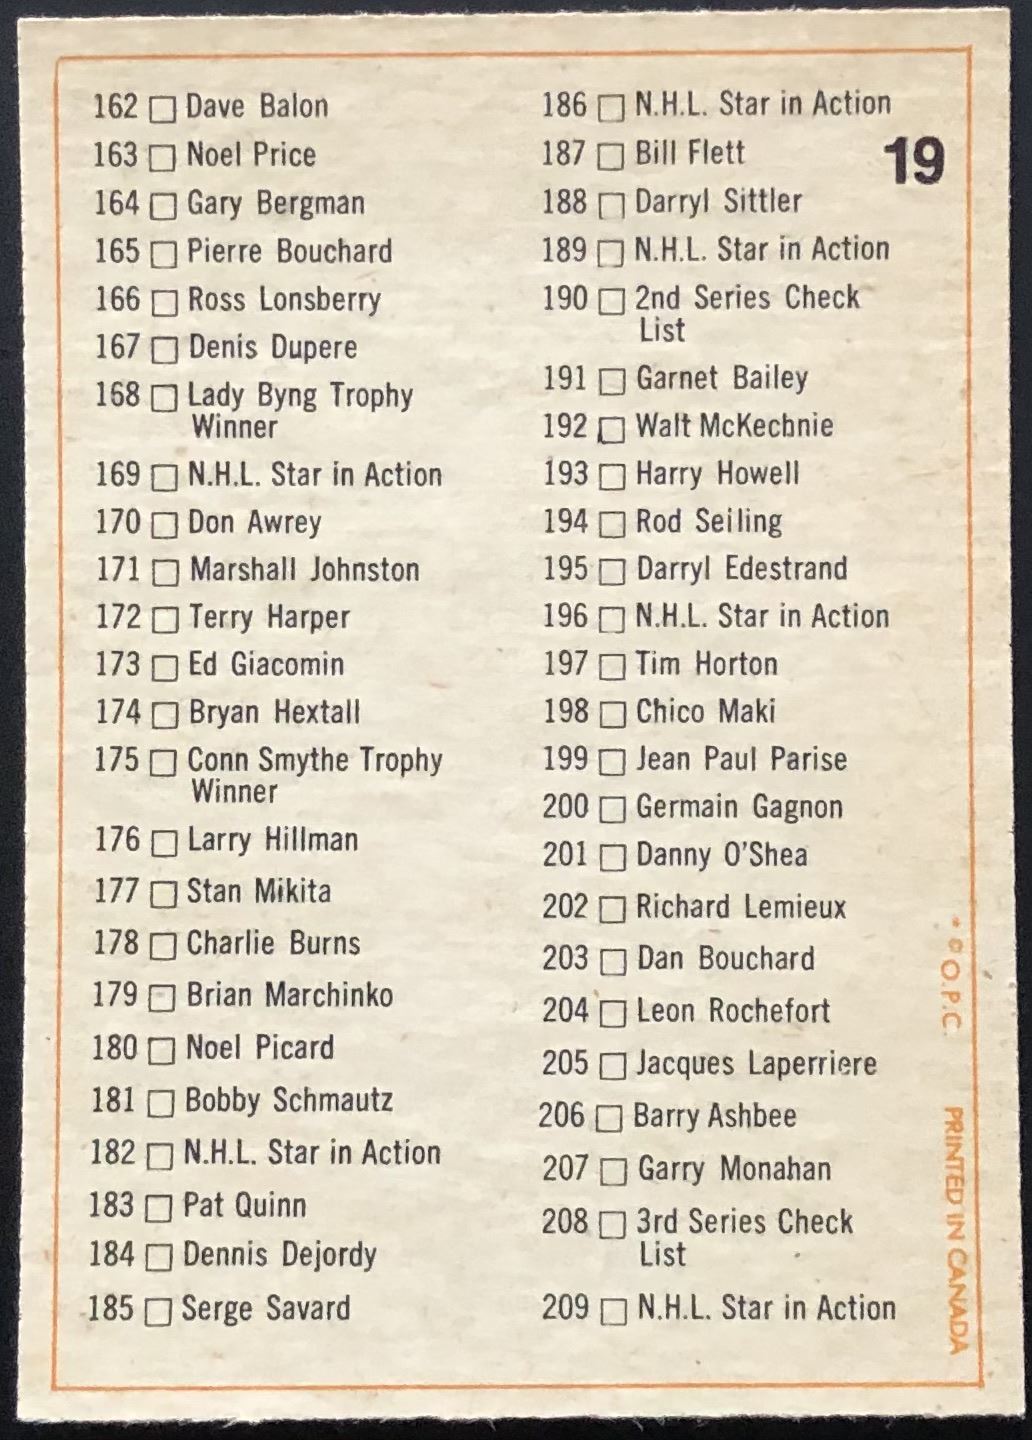 162 Dave Balon
163 Noel Price
164 Gary Bergman
165 Pierre Bouchard
166 Ross Lonsberry
167 Denis Dupere
168 Lady Byng Trophy
Winner
169 N.H.L. Star in Action
170 Don Awrey
171 Marshall Johnston
172 Terry Harper
173 Ed Giacomin
174 Bryan Hextall
175 Conn Smythe Trophy
Winner
176 Larry Hillman
177 Stan Mikita
178 Charlie Burns
179 Brian Marchinko
180 Noel Picard
181 Bobby Schmautz
182 N.H.L. Star in Action
183 Pat Quinn
184 Dennis Dejordy
185 Serge Savard
186 N.H.L. Star in Action
19
187 Bill Flett
188 Darryl Sittler
189 N.H.L. Star in Action
190 2nd Series Check
List
191 Garnet Bailey
192 Walt McKechnie
193 Harry Howell
194 Rod Seiling
195 Darryl Edestrand
196 N.H.L. Star in Action
197 Tim Horton
198 Chico Maki
199 Jean Paul Parise
200 Germain Gagnon
201 Danny O'Shea
202 Richard Lemieux
203 Dan Bouchard
204 Leon Rochefort
205 Jacques Laperriere
206 Barry Ashbee
207 Garry Monahan
208 3rd Series Check
List
209 N.H.L. Star in Action
* © O.P.C. PRINTED IN CANADA